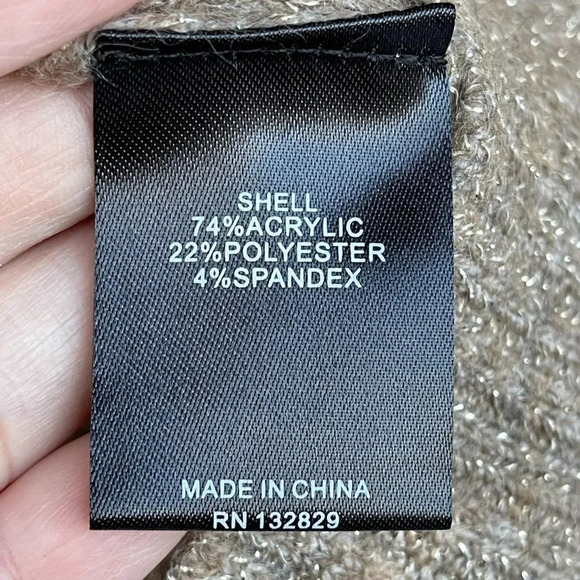 SHELL
74%ACRYLIC
22%POLYESTER
4%SPANDEX
MADE IN CHINA
RN 132829